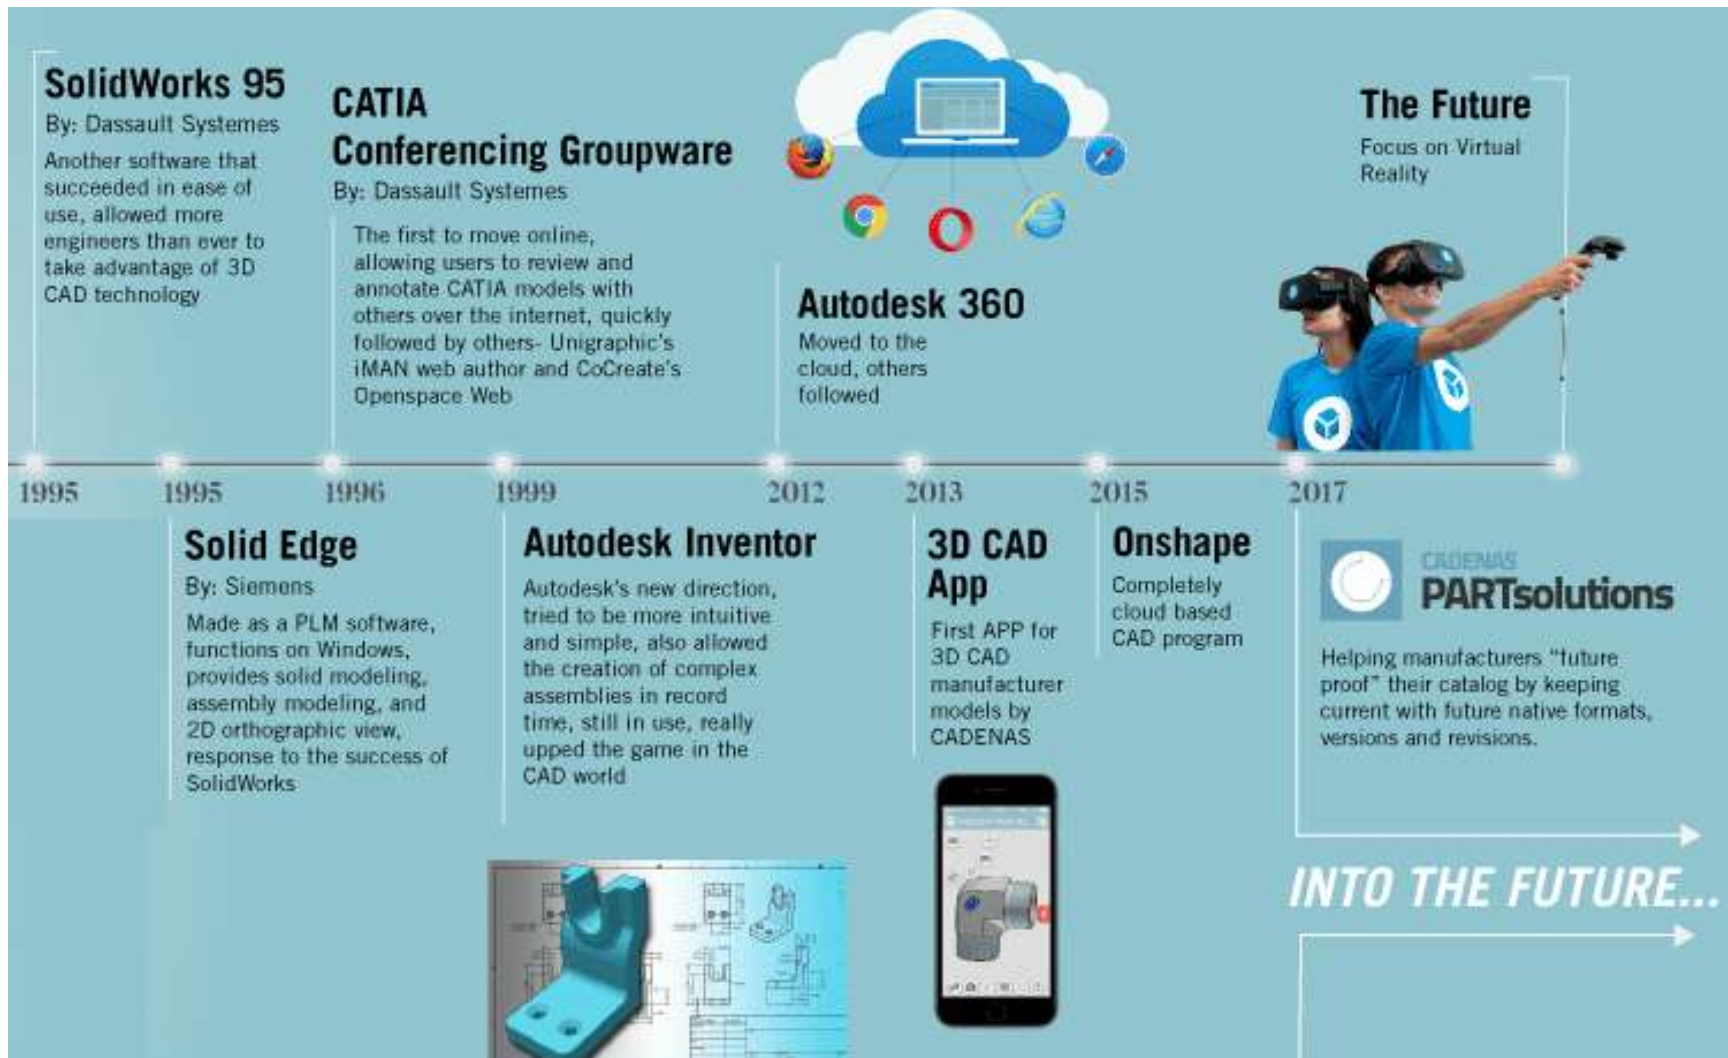 SolidWorks 95
By: Dassault Systemes
Another software that
succeeded in ease of
use, allowed more
engineers than ever to
take advantage of 3D
CAD technology
CATIA
Conferencing Groupware
By: Dassault Systemes
The first to move online,
allowing users to review and
annotate CATIA models with
others over the internet, quickly
followed by others- Unigraphic's
iMAN web author and CoCreate's
Openspace Web
Autodesk 360
Moved to the
cloud, others
followed
The Future
Focus on Virtual
Reality
1995
1995
1996
1999
2012
2013
2015
2017
Solid Edge
By: Siemens
Made as a PLM software,
functions on Windows,
provides solid modeling,
assembly modeling, and
2D orthographic view,
response to the success of
SolidWorks
Autodesk Inventor
Autodesk's new direction,
tried to be more intuitive
and simple, also allowed
the creation of complex
assemblies in record
time, still in use, really
upped the game in the
CAD world
3D CAD
App
First APP for
3D CAD
manufacturer
models by
CADENAS
Onshape
Completely
cloud based
CAD program
CADENAS
PARTsolutions
Helping manufacturers "future
proof" their catalog by keeping
current with future native formats,
versions and revisions.
INTO THE FUTURE...